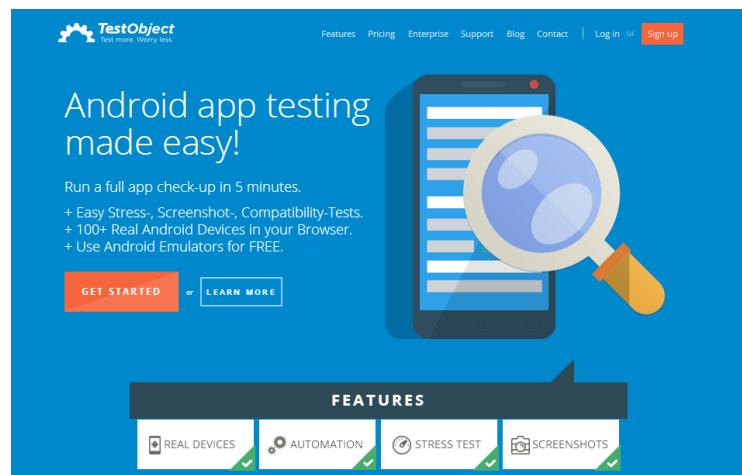 TestObject
Test more. Worry less.
Features Pricing Enterprise Support Blog Contact | Log in or Sign up
Android app testing
made easy!
Run a full app check-up in 5 minutes.
+ Easy Stress-, Screenshot-, Compatibility-Tests.
+ 100+ Real Android Devices in your Browser.
+ Use Android Emulators for FREE.
GET STARTED or LEARN MORE
FEATURES
REAL DEVICES AUTOMATION STRESS TEST SCREENSHOTS